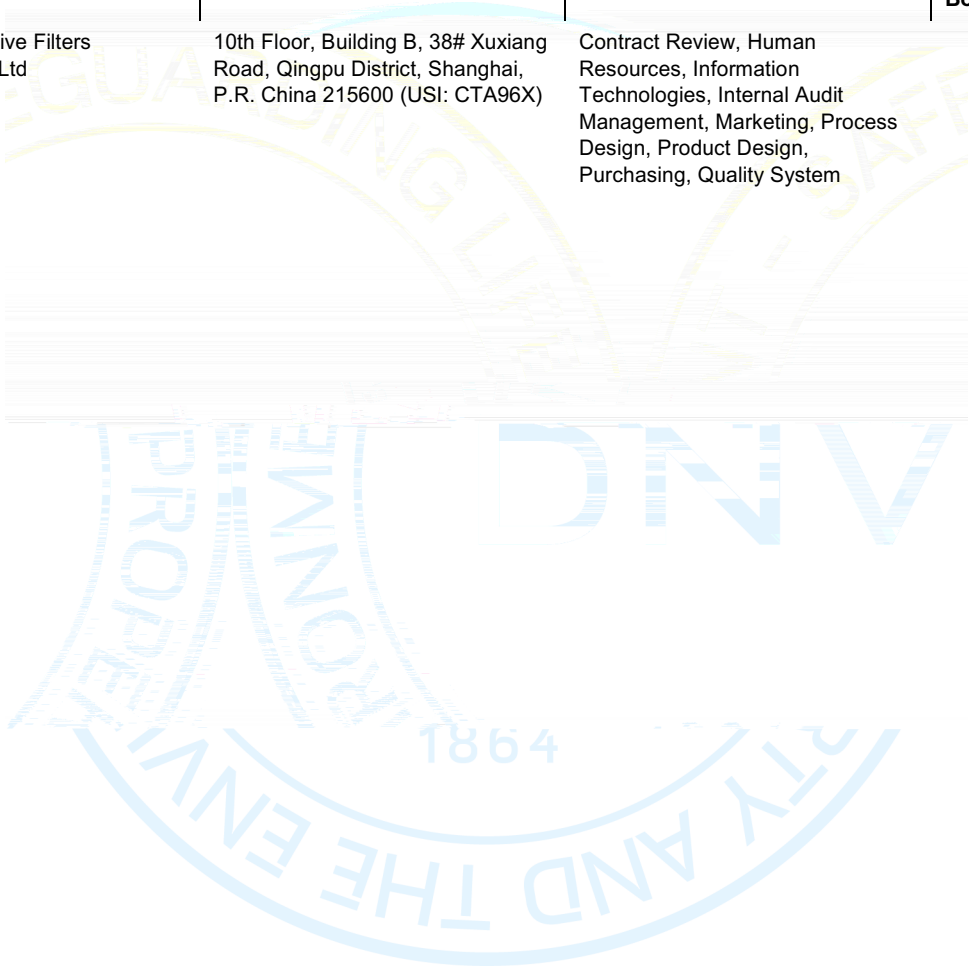 Bo
ive Filters
Ltd
10th Floor, Building B, 38# Xuxiang
Road, Qingpu District, Shanghai,
P.R. China 215600 (USI: CTA96X)
Contract Review, Human
Resources, Information
Technologies, Internal Audit
Management, Marketing, Process
Design, Product Design,
Purchasing, Quality System
DNV
1864